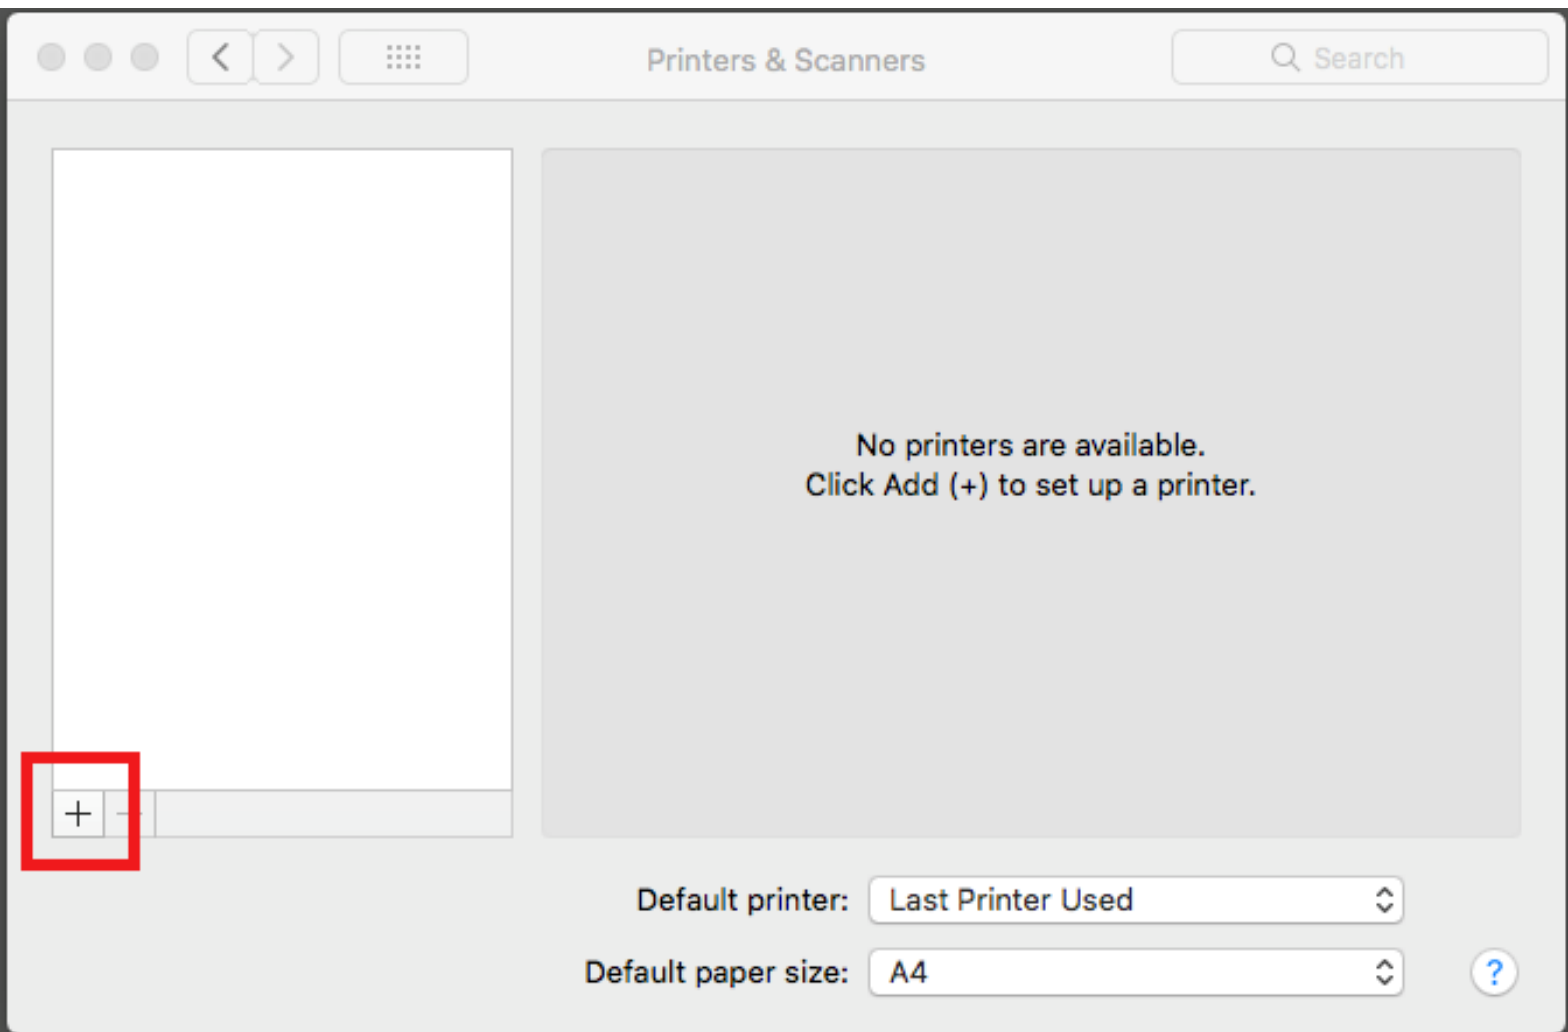 Printers & Scanners
Search
No printers are available.
Click Add (+) to set up a printer.
+ −
Default printer: Last Printer Used
Default paper size: A4
?